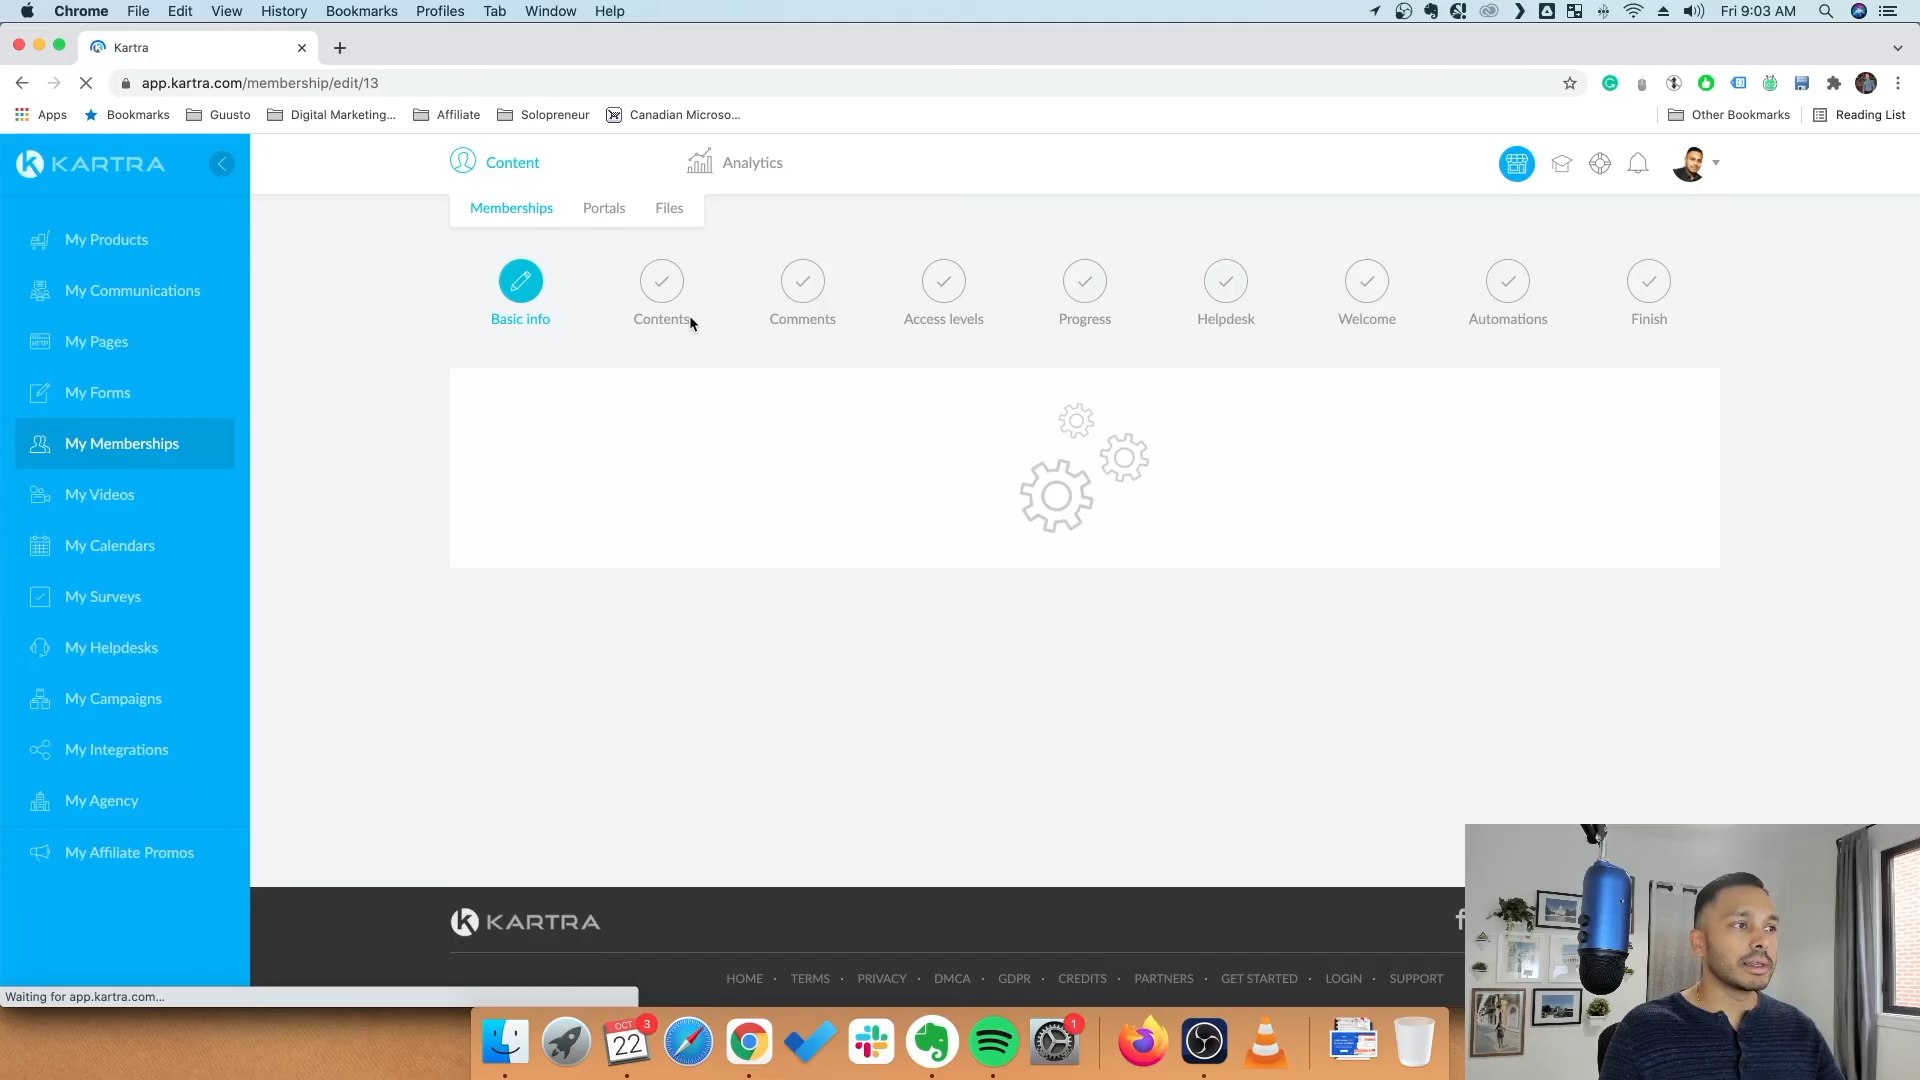 Chrome File Edit View History Bookmarks Profiles Tab Window Help Fri 9:03 AM
Kartra
app.kartra.com/membership/edit/13
Apps Bookmarks Guusto Digital Marketing... Affiliate Solopreneur Canadian Microso... Other Bookmarks Reading List
KARTRA
Content
Analytics
Memberships Portals Files
My Products
My Communications
My Pages
HTTP
My Forms
My Memberships
My Videos
My Calendars
My Surveys
My Helpdesks
My Campaigns
My Integrations
My Agency
My Affiliate Promos
Basic info Contents Comments Access levels Progress Helpdesk Welcome Automations Finish
KARTRA
HOME · TERMS · PRIVACY · DMCA · GDPR · CREDITS · PARTNERS · GET STARTED · LOGIN · SUPPORT
Waiting for app.kartra.com...
OCT 3
22
1